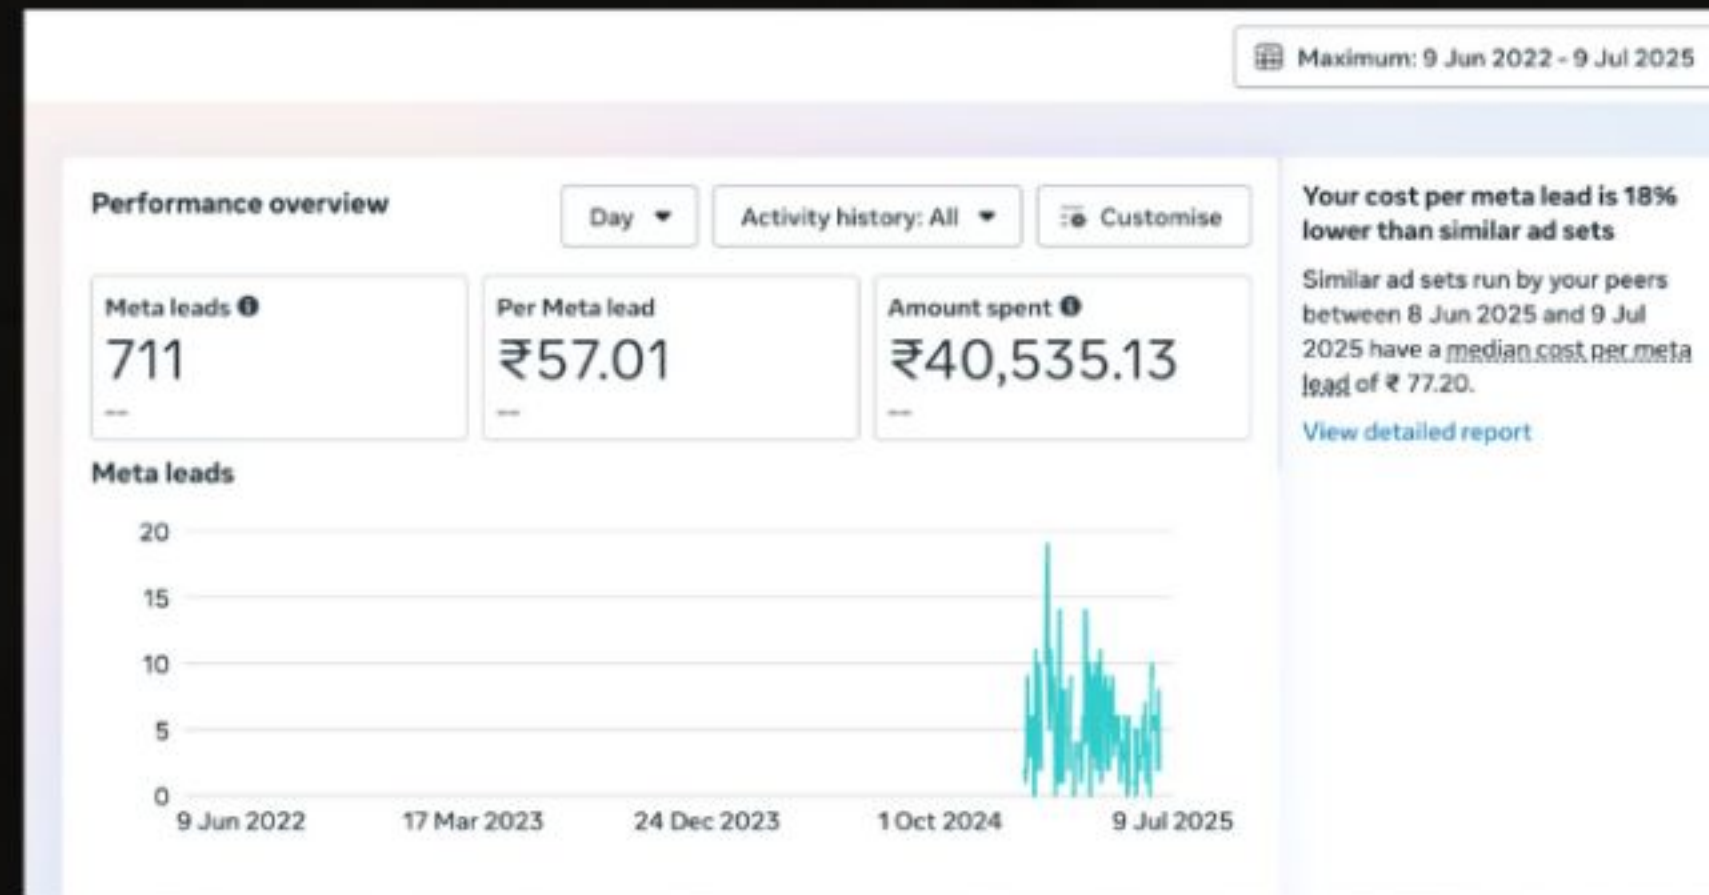 Maximum: 9 Jun 2022 - 9 Jul 2025
Performance overview
Day
Activity history: All
Customise
Meta leads
711
--
Per Meta lead
₹57.01
--
Amount spent
₹40,535.13
--
Meta leads
20
15
10
5
0
9 Jun 2022
17 Mar 2023
24 Dec 2023
1 Oct 2024
9 Jul 2025
Your cost per meta lead is 18%
lower than similar ad sets
Similar ad sets run by your peers
between 8 Jun 2025 and 9 Jul
2025 have a median cost per meta
lead of ₹ 77.20.
View detailed report